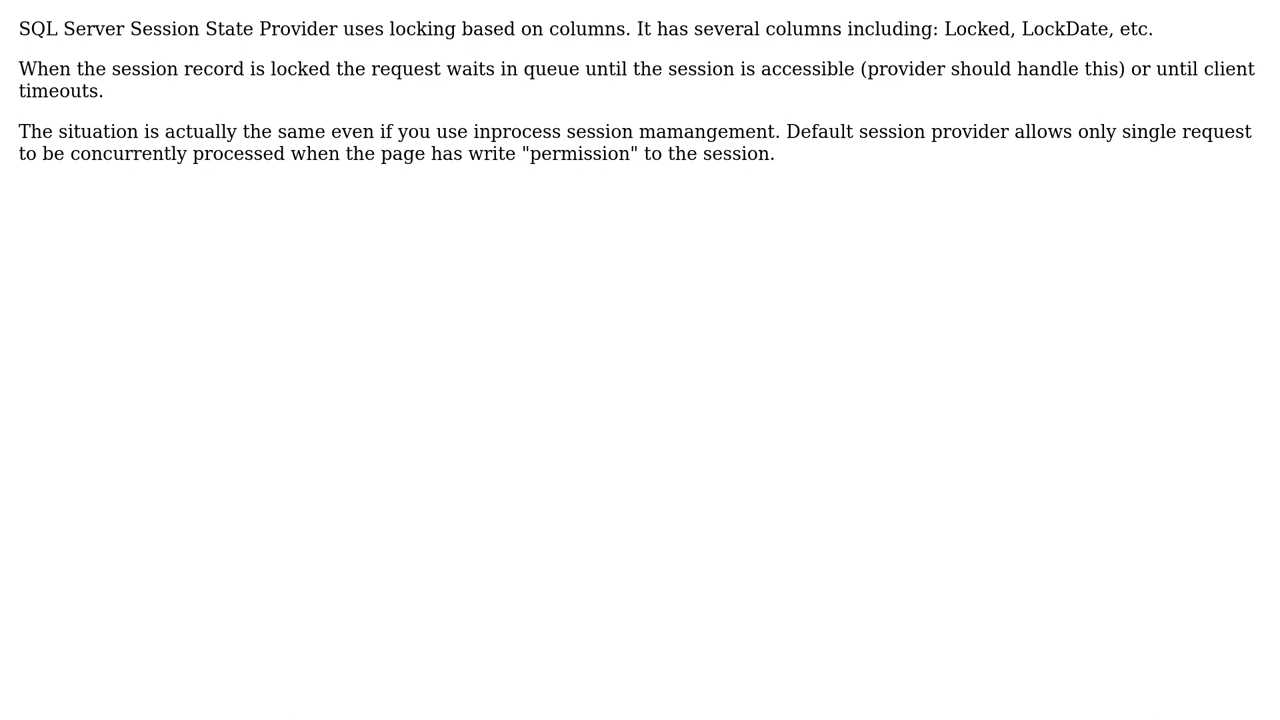 SQL Server Session State Provider uses locking based on columns. It has several columns including: Locked, LockDate, etc.
When the session record is locked the request waits in queue until the session is accessible (provider should handle this) or until client
timeouts.
The situation is actually the same even if you use inprocess session mamangement. Default session provider allows only single request
to be concurrently processed when the page has write "permission" to the session.